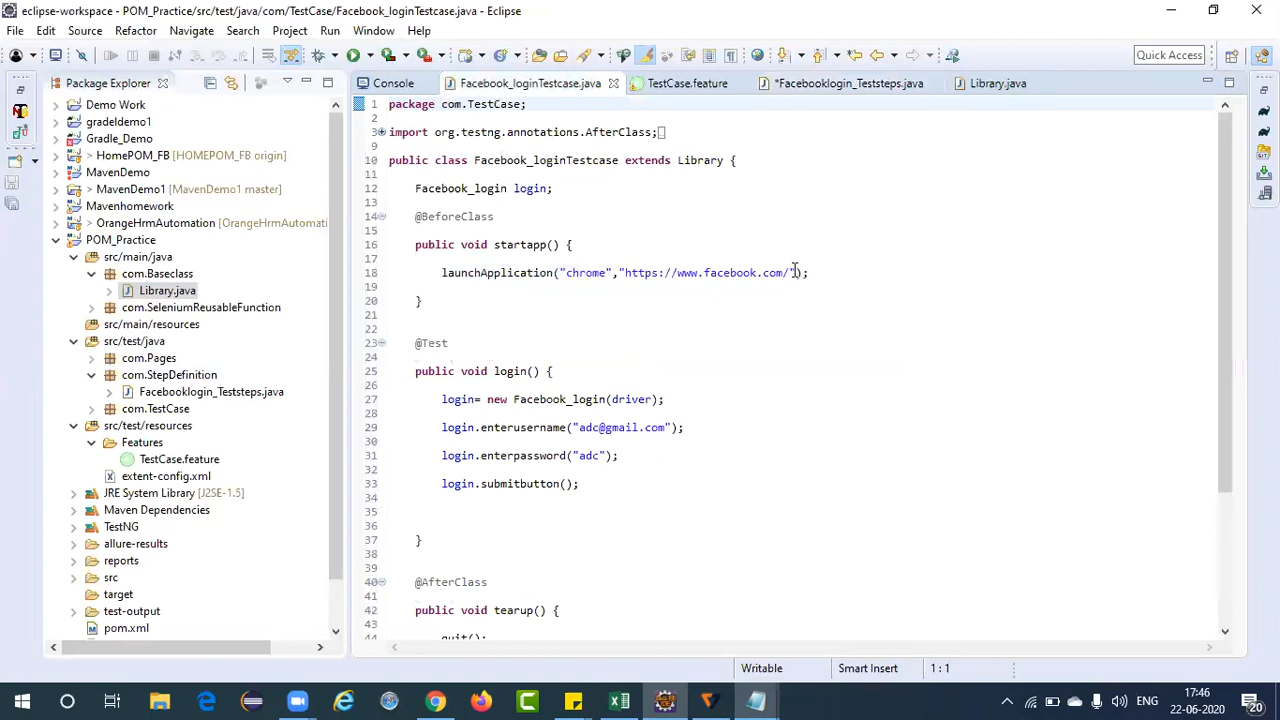 eclipse-workspace - POM_Practice/src/test/java/com/TestCase/Facebook_loginTestcase.java - Eclipse
File Edit Source Refactor Navigate Search Project Run Window Help
Quick Access
Package Explorer
Console Facebook_loginTestcase.java TestCase.feature *Facebooklogin_Teststeps.java Library.java
Demo Work
gradeldemo1
Gradle_Demo
> HomePOM_FB [HOMEPOM_FB origin]
MavenDemo
> MavenDemo1 [MavenDemo1 master]
Mavenhomework
> OrangeHrmAutomation [OrangeHrmAutomation
POM_Practice
src/main/java
com.Baseclass
Library.java
com.SeleniumReusableFunction
src/main/resources
src/test/java
com.Pages
com.StepDefinition
Facebooklogin_Teststeps.java
com.TestCase
src/test/resources
Features
TestCase.feature
extent-config.xml
JRE System Library [J2SE-1.5]
Maven Dependencies
TestNG
allure-results
reports
src
target
test-output
pom.xml
1 package com.TestCase;
2
3 import org.testng.annotations.AfterClass;
9
10 public class Facebook_loginTestcase extends Library {
11
12 Facebook_login login;
13
14 @BeforeClass
15
16 public void startapp() {
17
18 launchApplication("chrome","https://www.facebook.com/");
19
20 }
21
22
23 @Test
24
25 public void login() {
26
27 login= new Facebook_login(driver);
28
29 login.enterusername("adc@gmail.com");
30
31 login.enterpassword("adc");
32
33 login.submitbutton();
34
35
36
37 }
38
39
40 @AfterClass
41
42 public void tearup() {
43
44 quit();
Writable Smart Insert 1 : 1
ENG
17:46
22-06-2020
20